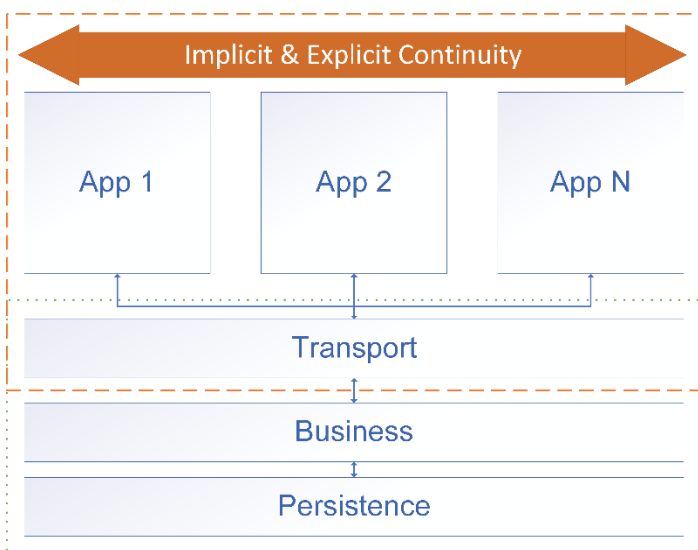 Implicit & Explicit Continuity
App 1
App 2
App N
Transport
Business
Persistence